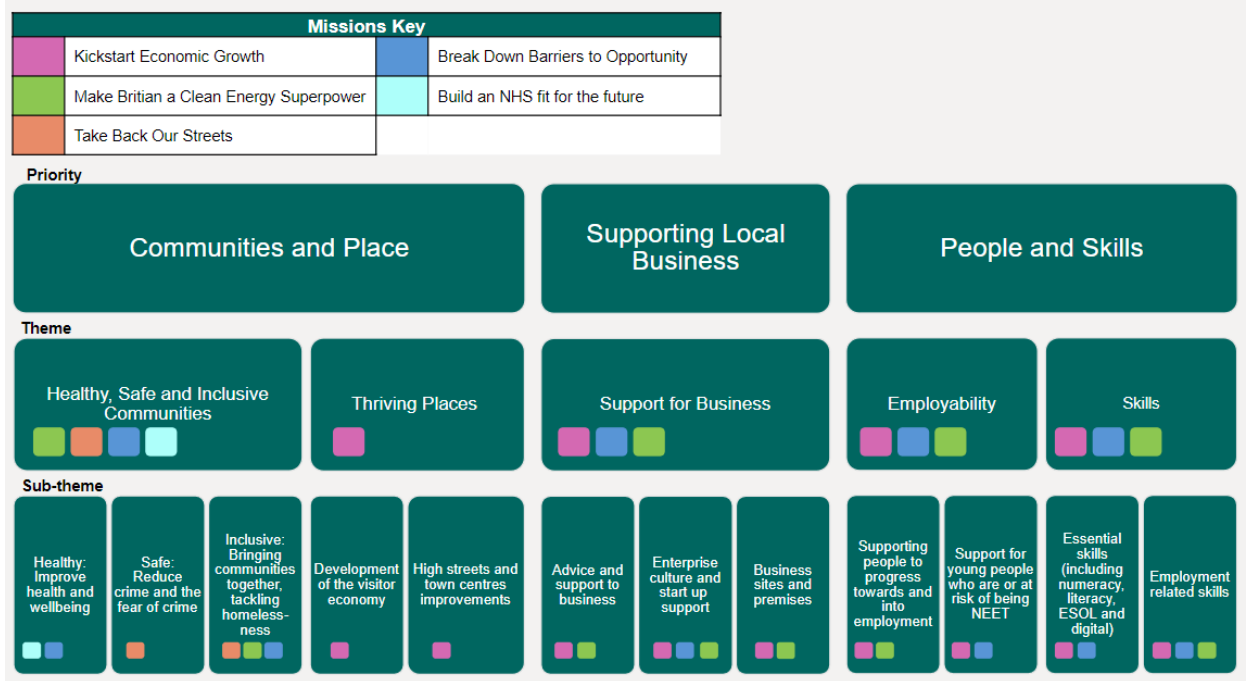 Missions Key
Kickstart Economic Growth
Break Down Barriers to Opportunity
Make Britian a Clean Energy Superpower
Build an NHS fit for the future
Take Back Our Streets
Priority
Communities and Place
Supporting Local
Business
People and Skills
Theme
Healthy, Safe and Inclusive
Communities
Thriving Places
Support for Business
Employability
Skills
Sub-theme
Healthy:
Improve
health and
wellbeing
Safe:
Reduce
crime and the
fear of crime
Inclusive:
Bringing
communities
together,
tackling
homeless-
ness
Development
of the visitor
economy
High streets and
town centres
improvements
Advice and
support to
business
Enterprise
culture and
start up
support
Business
sites and
premises
Supporting
people to
progress
towards and
into
employment
Support for
young people
who are or at
risk of being
NEET
Essential
skills
(including
numeracy,
literacy,
ESOL and
digital)
Employment
related skills